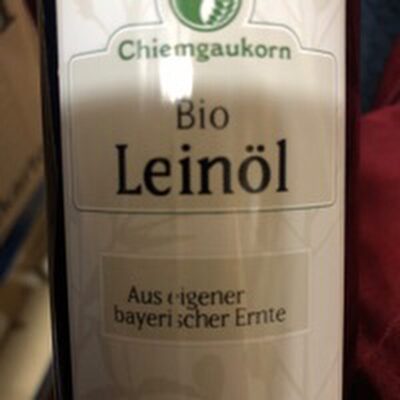 Chiemgaukorn
Bio
Leinöl
Aus eigener
bayerischer Ernte